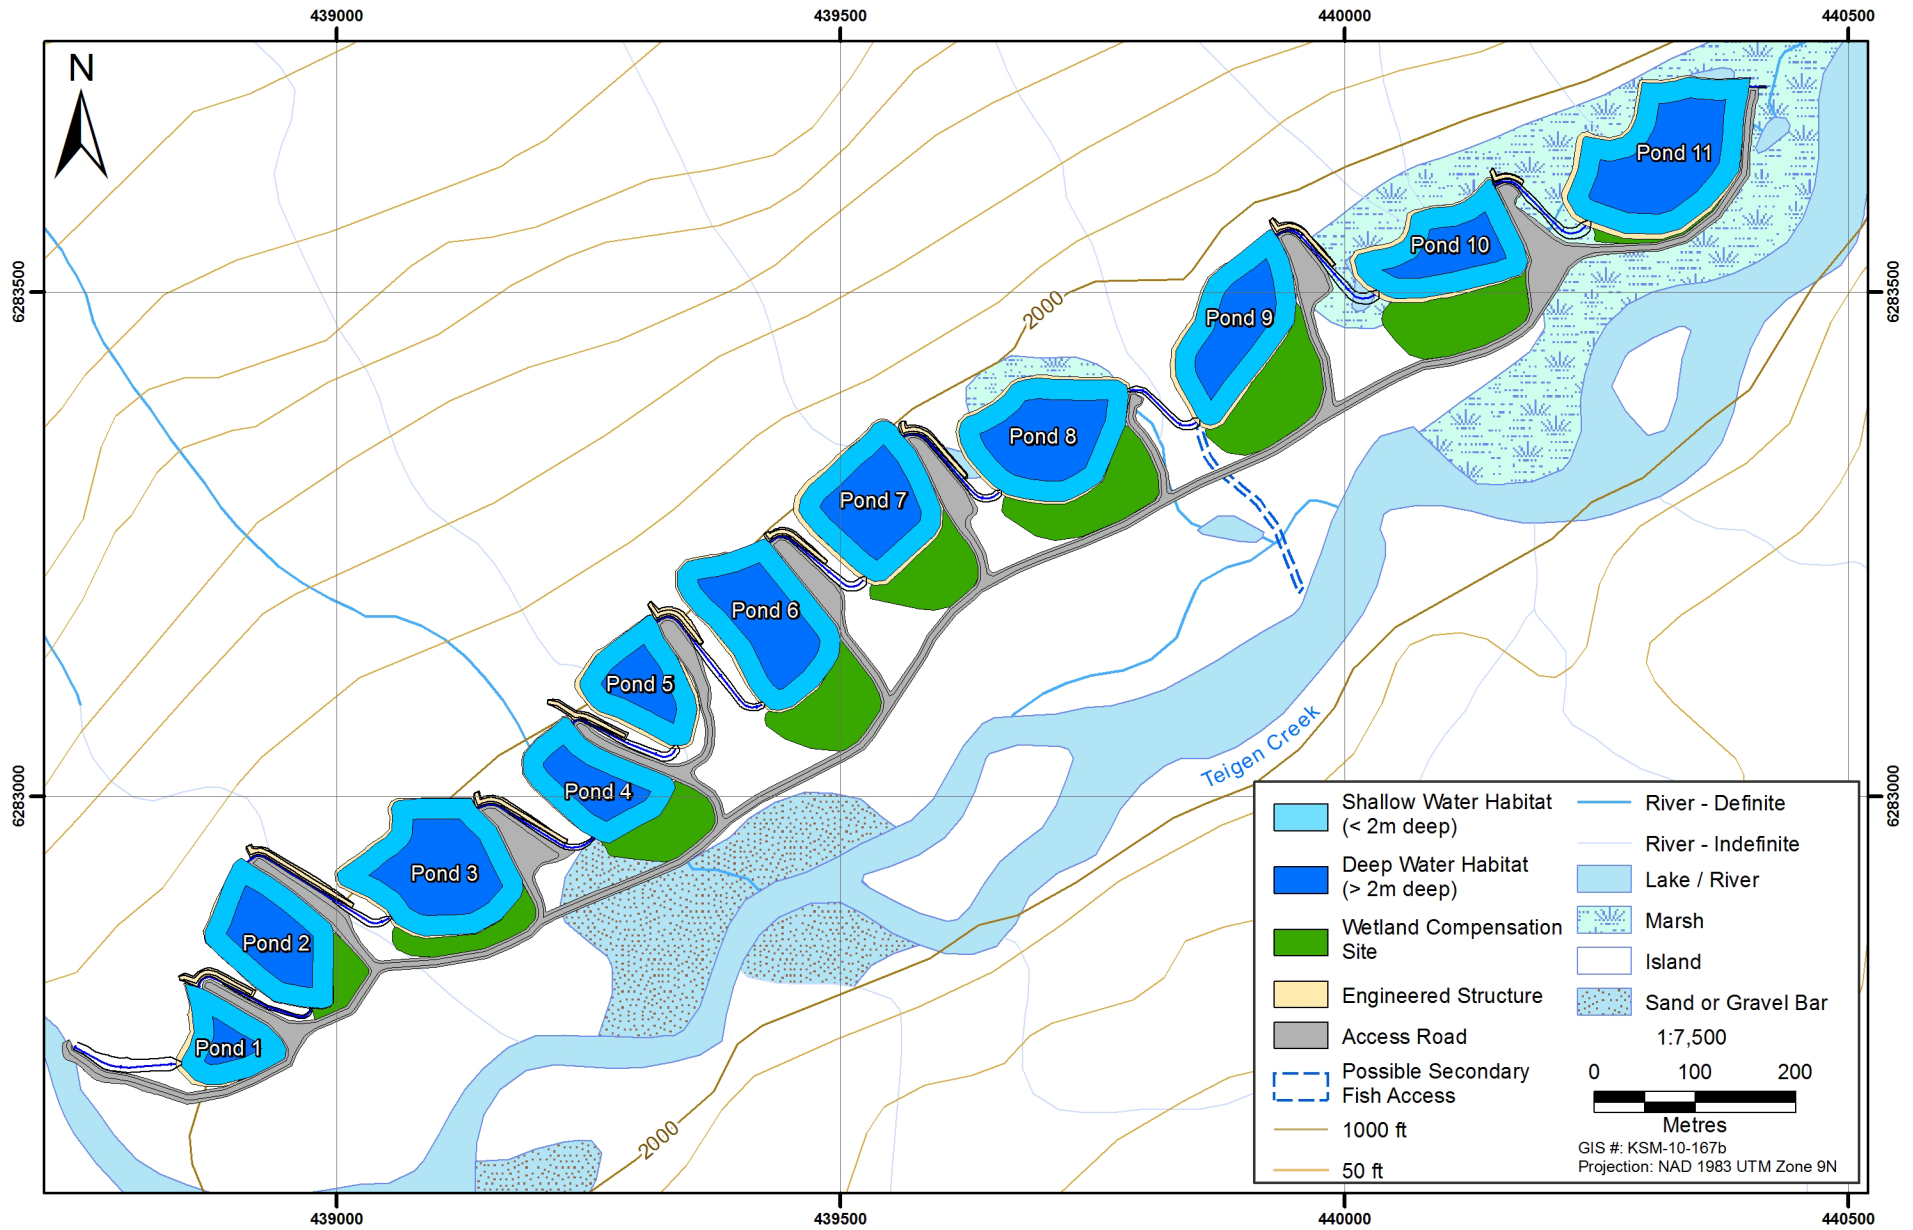 439000
439500
440000
440500
N
6283500
6283500
6283000
6283000
2000
2000
Pond 11
Pond 10
Pond 9
Pond 8
Pond 7
Pond 6
Pond 5
Pond 4
Pond 3
Pond 2
Pond 1
Teigen Creek
Shallow Water Habitat
(< 2m deep)
Deep Water Habitat
(> 2m deep)
Wetland Compensation
Site
Engineered Structure
Access Road
Possible Secondary
Fish Access
1000 ft
50 ft
River - Definite
River - Indefinite
Lake / River
Marsh
Island
Sand or Gravel Bar
1:7,500
0 100 200
Metres
GIS #: KSM-10-167b
Projection: NAD 1983 UTM Zone 9N
439000
439500
440000
440500